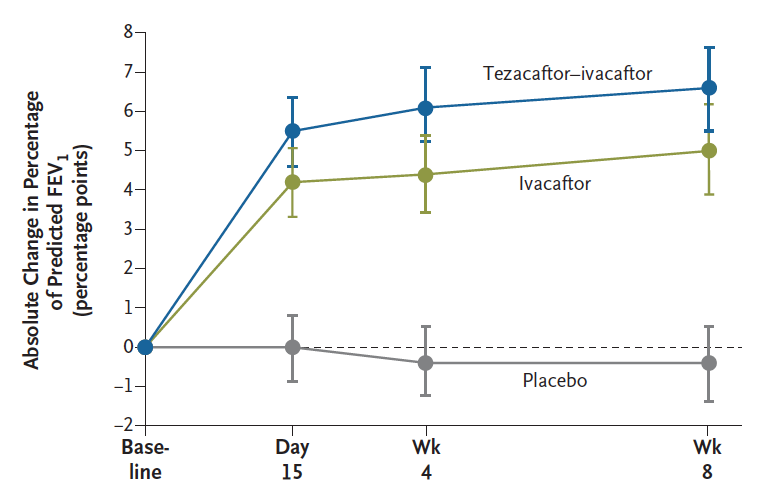 Absolute Change in Percentage
of Predicted FEV1
(percentage points)
8
7
6
5
4
3
2
1
0
−1
−2
Tezacaftor–ivacaftor
Ivacaftor
Placebo
Base-
line
Day
15
Wk
4
Wk
8